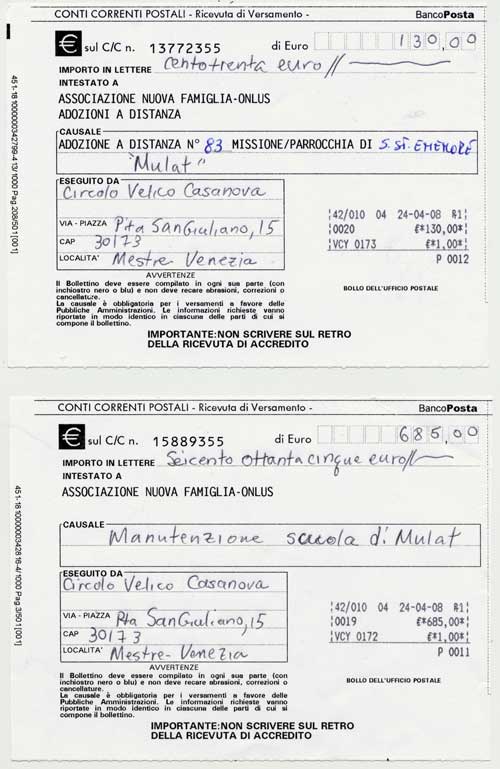 CONTI CORRENTI POSTALI - Ricevuta di Versamento - BancoPosta
€ sul C/C n. 13772355 di Euro 130,00
IMPORTO IN LETTERE Centotrenta euro//
INTESTATO A
ASSOCIAZIONE NUOVA FAMIGLIA-ONLUS
ADOZIONI A DISTANZA
CAUSALE
ADOZIONE A DISTANZA N° 83 MISSIONE/PARROCCHIA DI
"Mulat"
ESEGUITO DA
Circolo Velico Casanova
VIA - PIAZZA P.ta SanGiuliano, 15
CAP 30173
LOCALITA' Mestre Venezia
42/010 04 24-04-08 R1
0020 €*130,00*
VCY 0173 €*1,00*
P 0012
BOLLO DELL'UFFICIO POSTALE
AVVERTENZE
Il Bollettino deve essere compilato in ogni sua parte (con
inchiostro nero o blu) e non deve recare abrasioni, correzioni o
cancellature.
La causale è obbligatoria per i versamenti a favore delle
Pubbliche Amministrazioni. Le informazioni richieste vanno
riportate in modo identico in ciascuna delle parti di cui si
compone il bollettino.
IMPORTANTE:NON SCRIVERE SUL RETRO
DELLA RICEVUTA DI ACCREDITO
CONTI CORRENTI POSTALI - Ricevuta di Versamento - BancoPosta
€ sul C/C n. 15889355 di Euro 685,00
IMPORTO IN LETTERE Seicento ottanta cinque euro//
INTESTATO A
ASSOCIAZIONE NUOVA FAMIGLIA-ONLUS
CAUSALE
Manutenzione scuola di Mulat
ESEGUITO DA
Circolo Velico Casanova
VIA - PIAZZA P.ta SanGiuliano, 15
CAP 30173
LOCALITA' Mestre-Venezia
42/010 04 24-04-08 R1
0019 €*685,00*
VCY 0172 €*1,00*
P 0011
BOLLO DELL'UFFICIO POSTALE
AVVERTENZE
Il Bollettino deve essere compilato in ogni sua parte (con
inchiostro nero o blu) e non deve recare abrasioni, correzioni o
cancellature.
La causale è obbligatoria per i versamenti a favore delle
Pubbliche Amministrazioni. Le informazioni richieste vanno
riportate in modo identico in ciascuna delle parti di cui si
compone il bollettino.
IMPORTANTE:NON SCRIVERE SUL RETRO
DELLA RICEVUTA DI ACCREDITO